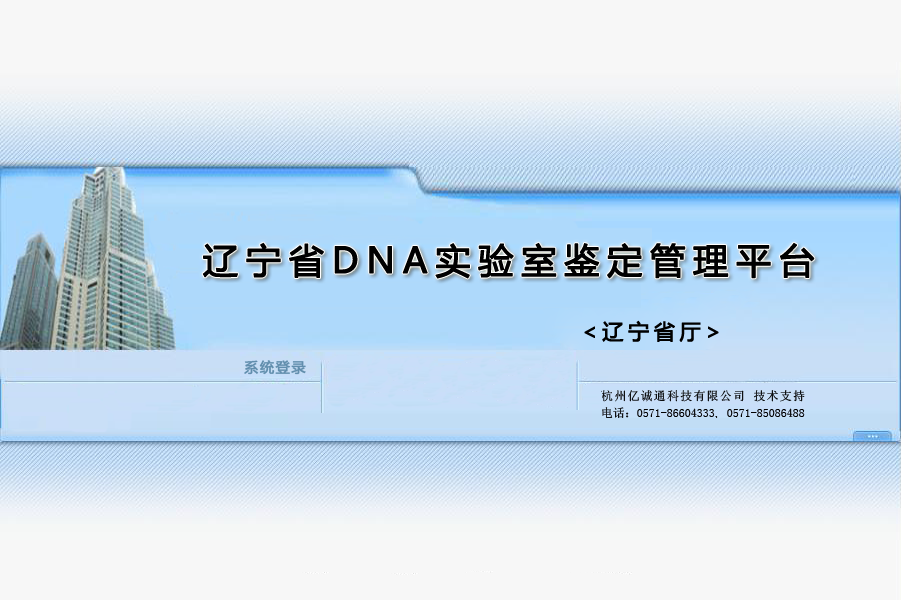 辽宁省DNA实验室鉴定管理平台
<辽宁省厅>
系统登录
杭州亿诚通科技有限公司 技术支持
电话：0571-86604333, 0571-85086488